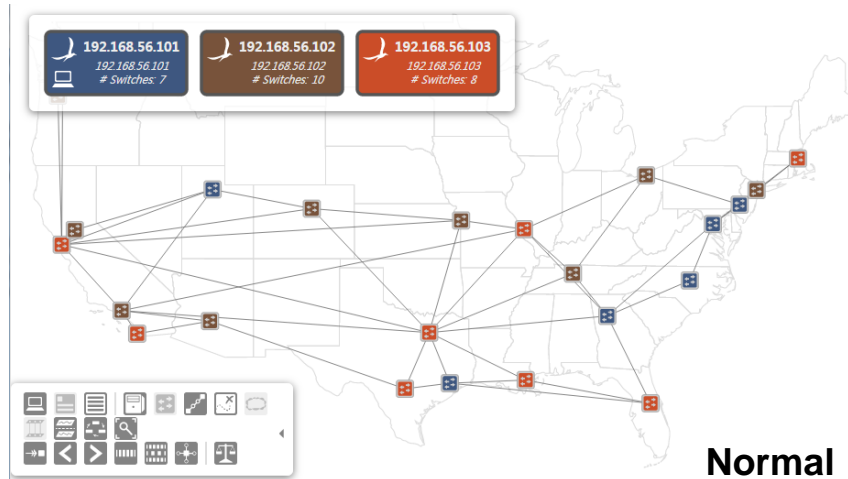 192.168.56.101
192.168.56.101
# Switches: 7
192.168.56.102
192.168.56.102
# Switches: 10
192.168.56.103
192.168.56.103
# Switches: 8
Normal